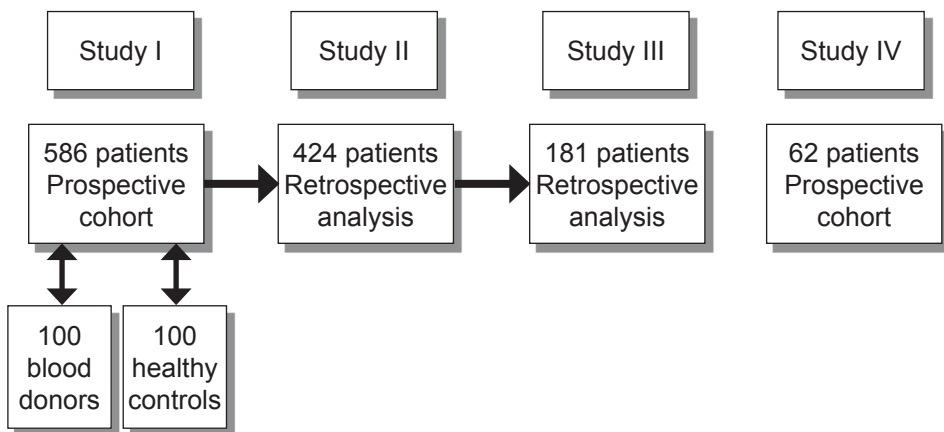 Study I
Study II
Study III
Study IV
586 patients
Prospective
cohort
424 patients
Retrospective
analysis
181 patients
Retrospective
analysis
62 patients
Prospective
cohort
100
blood
donors
100
healthy
controls